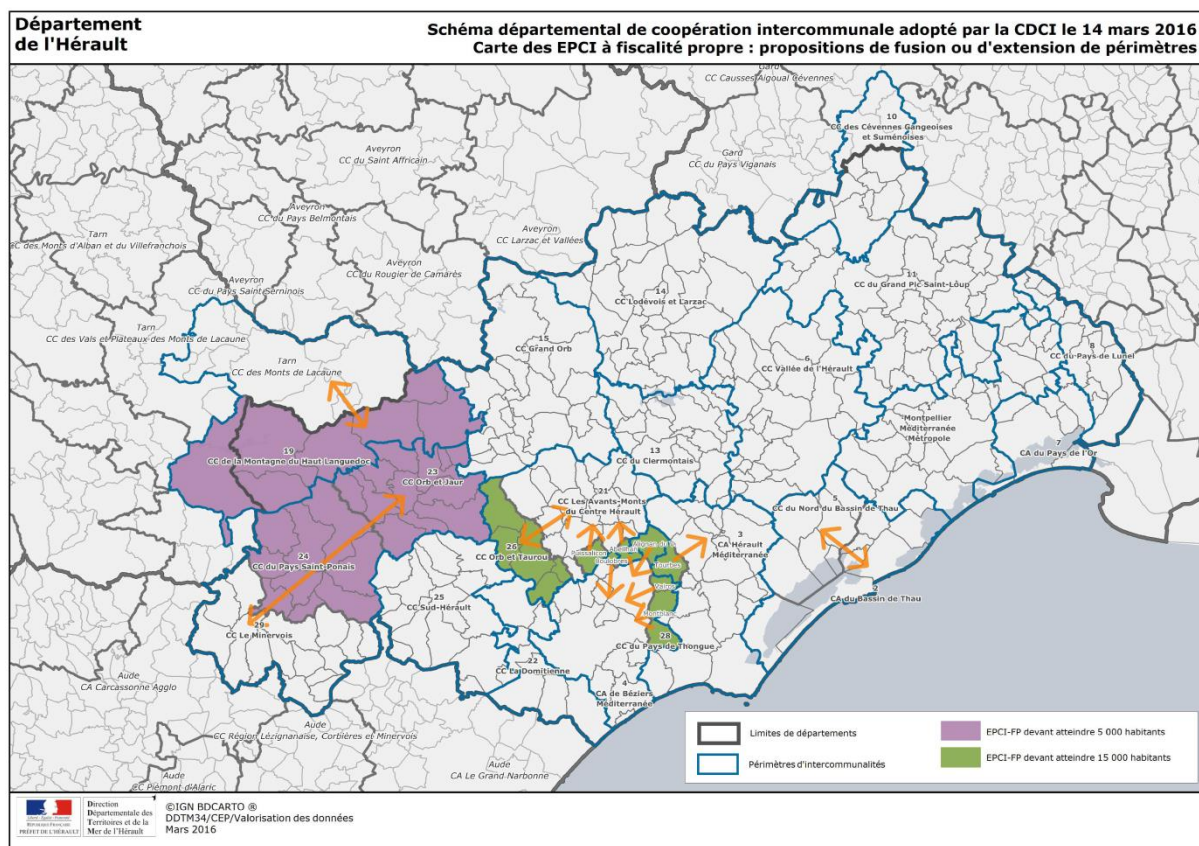 Département
de l'Hérault
Schéma départemental de coopération intercommunale adopté par la CDCI le 14 mars 2016
Carte des EPCI à fiscalité propre : propositions de fusion ou d'extension de périmètres
Gard
CC Causses Aigoual Cévennes
10
CC des Cévennes Gangeoises
et Suménoises
Aveyron
CC du Saint Africain
Gard
CC du Pays Viganais
Aveyron
CC du Pays Belmontais
Tarn
CC des Monts d'Alban et du Villefranchois
Aveyron
CC Larzac et Vallées
Aveyron
CC du Rougier de Camarès
Aveyron
CC du Pays Saint Serninois
11
CC du Grand Pic Saint-Loup
14
CC Lodévois et Larzac
Tarn
CC des Vals et Plateaux des Monts de Lacaune
15
CC Grand Orb
8
CC du Pays de Lunel
Tarn
CC des Monts de Lacaune
6
CC Vallée de l'Hérault
1
Montpellier
Méditerranée
Métropole
7
CA du Pays de l'Or
19
CC de la Montagne du Haut Languedoc
13
CC du Clermontais
23
CC Orb et Jaur
21
CC Les Avants-Monts
du Centre Hérault
5
CC du Nord du Bassin de Thau
3
CA Hérault
Méditerranée
26
CC Orb et Taurou
Puissalicon
Abeilhan
Coulobres
Tourbes
Valros
Montblanc
24
CC du Pays Saint-Ponais
2
CA du Bassin de Thau
25
CC Sud-Hérault
29
CC Le Minervois
28
CC du Pays de Thongue
22
CC La Domitienne
4
CA de Béziers
Méditerranée
Aude
CA Carcassonne Agglo
Aude
CC Région Lézignanaise, Corbières et Minervois
Aude
CA Le Grand Narbonne
Aude
CC Piémont d'Alaric
Limites de départements
Périmètres d'intercommunalités
EPCI-FP devant atteindre 5 000 habitants
EPCI-FP devant atteindre 15 000 habitants
Liberté • Égalité • Fraternité
RÉPUBLIQUE FRANÇAISE
PRÉFET DE L'HÉRAULT
Direction
Départementale des
Territoires et de la
Mer de l'Hérault
©IGN BDCARTO ®
DDTM34/CEP/Valorisation des données
Mars 2016